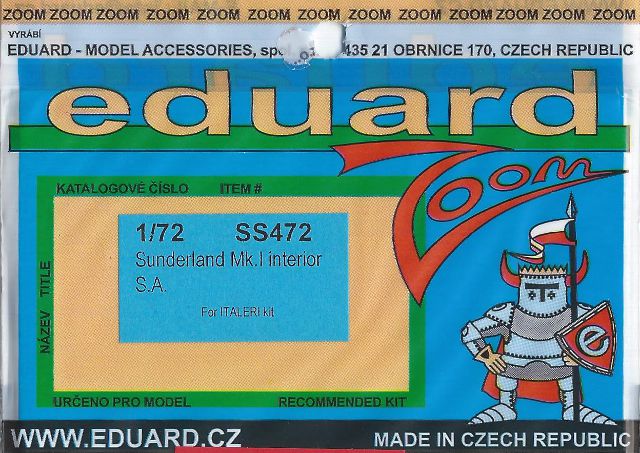 ZOOM ZOOM ZOOM ZOOM ZOOM ZOOM ZOOM ZOOM ZOOM ZOOM ZOOM ZOOM ZOOM ZOOM
VYRÁBÍ
EDUARD - MODEL ACCESSORIES, 435 21 OBRNICE 170, CZECH REPUBLIC
eduard
Zoom
KATALOGOVÉ ČÍSLO ITEM #
1/72 SS472
Sunderland Mk.I interior
S.A.
For ITALERI kit
NÁZEV TITLE
e
URČENO PRO MODEL RECOMMENDED KIT
WWW.EDUARD.CZ MADE IN CZECH REPUBLIC